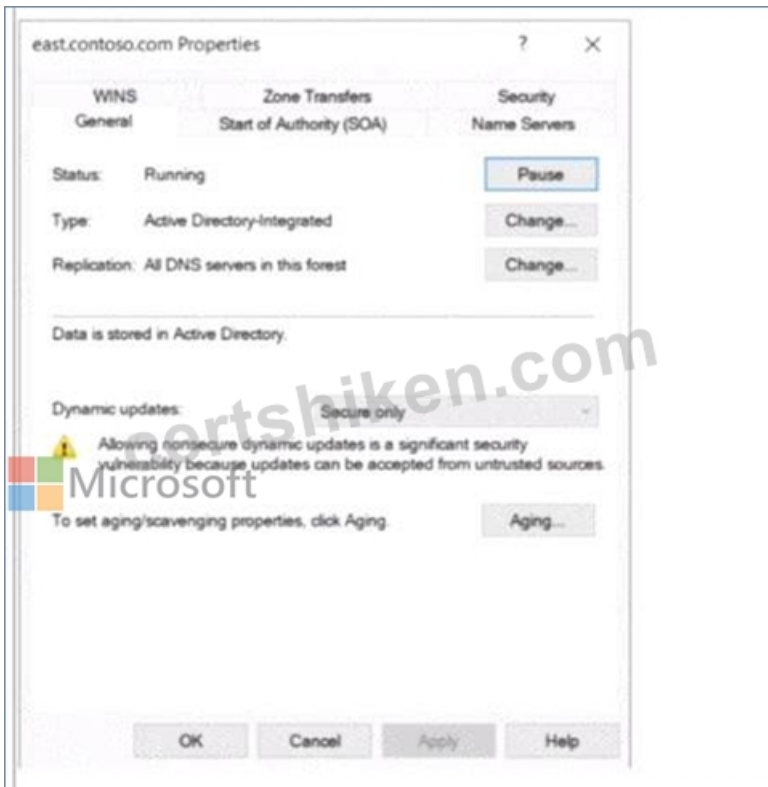 east.contoso.com Properties ? ×
WINS Zone Transfers Security
General Start of Authority (SOA) Name Servers
Status: Running Pause
Type: Active Directory-Integrated Change...
Replication: All DNS servers in this forest Change...
Data is stored in Active Directory.
Dynamic updates: Secure only
Allowing nonsecure dynamic updates is a significant security
vulnerability because updates can be accepted from untrusted sources.
To set aging/scavenging properties, click Aging. Aging...
OK Cancel Apply Help
certshiken.com
Microsoft